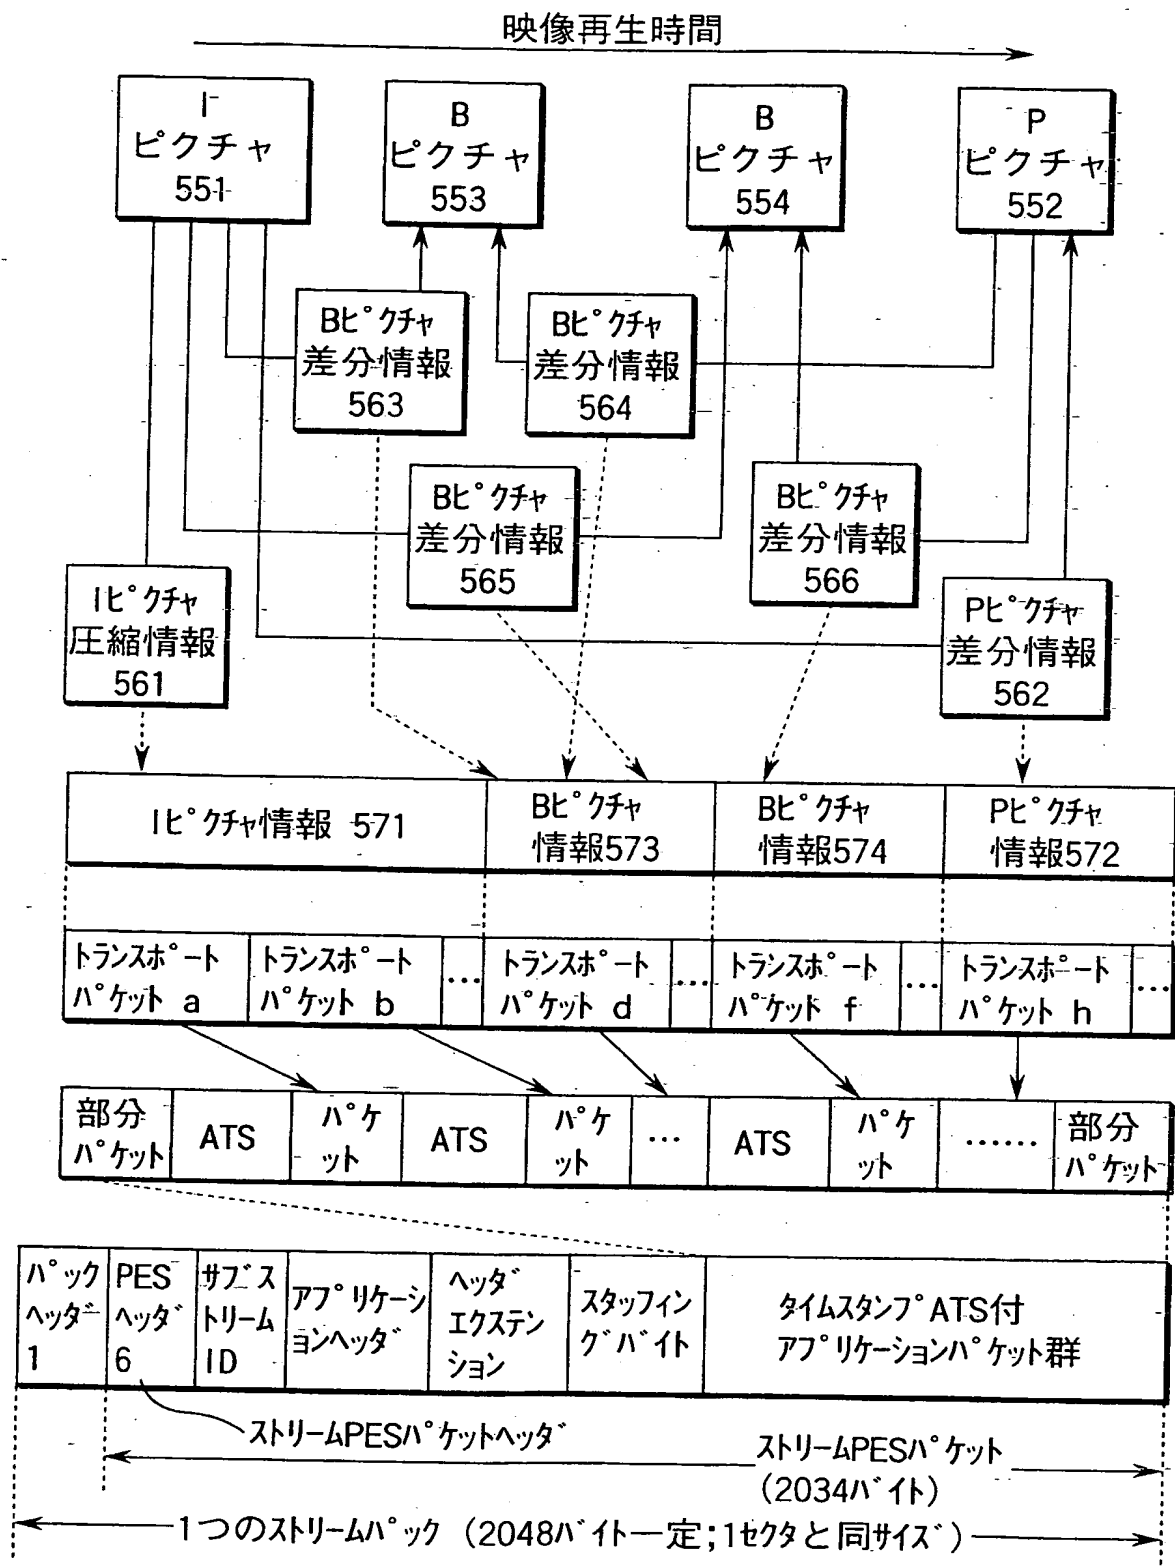 映像再生時間
I
ピクチャ
551
B
ピクチャ
553
B
ピクチャ
554
P
ピクチャ
552
Bピクチャ
差分情報
563
Bピクチャ
差分情報
564
Bピクチャ
差分情報
565
Bピクチャ
差分情報
566
Iピクチャ
圧縮情報
561
Pピクチャ
差分情報
562
Iピクチャ情報 571
Bピクチャ
情報573
Bピクチャ
情報574
Pピクチャ
情報572
トランスポート
パケット a
トランスポート
パケット b
...
トランスポート
パケット d
...
トランスポート
パケット f
...
トランスポート
パケット h
...
部分
パケット
ATS
パケ
ット
ATS
パケ
ット
...
ATS
パケ
ット
......
部分
パケット
パック
ヘッダ
1
PES
ヘッダ
6
サブス
トリーム
ID
アプリケーシ
ョンヘッダ
ヘッダ
エクステン
ション
スタッフィン
グバイト
タイムスタンプATS付
アプリケーションパケット群
ストリームPESパケットヘッダ
ストリームPESパケット
(2034バイト)
1つのストリームパック (2048バイト一定;1セクタと同サイズ)